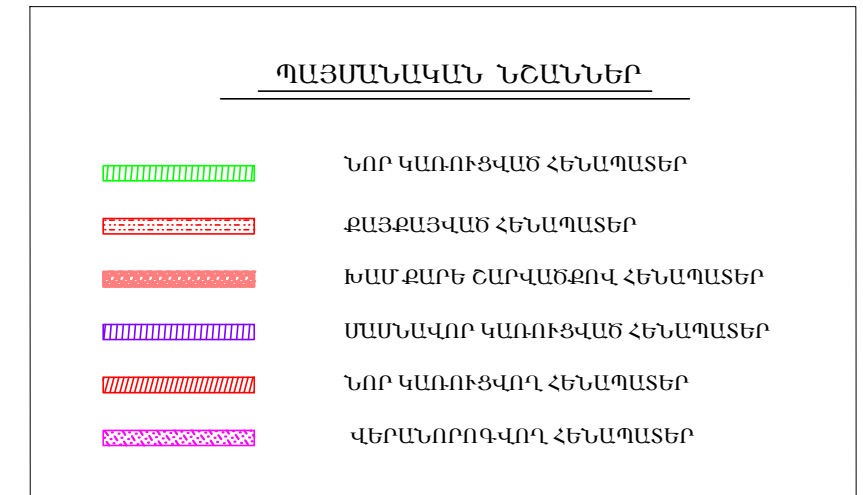 ՊԱՅՄԱՆԱԿԱՆ ՆՇԱՆՆԵՐ
ՆՈՐ ԿԱՌՈՒՑՎԱԾ ՀԵՆԱՊԱՏԵՐ
ՔԱՅՔԱՅՎԱԾ ՀԵՆԱՊԱՏԵՐ
ԽԱՄ ՔԱՐԵ ՇԱՐՎԱԾՔՈՎ ՀԵՆԱՊԱՏԵՐ
ՄԱՍՆԱՎՈՐ ԿԱՌՈՒՑՎԱԾ ՀԵՆԱՊԱՏԵՐ
ՆՈՐ ԿԱՌՈՒՑՎՈՂ ՀԵՆԱՊԱՏԵՐ
ՎԵՐԱՆՈՐՈԳՎՈՂ ՀԵՆԱՊԱՏԵՐ